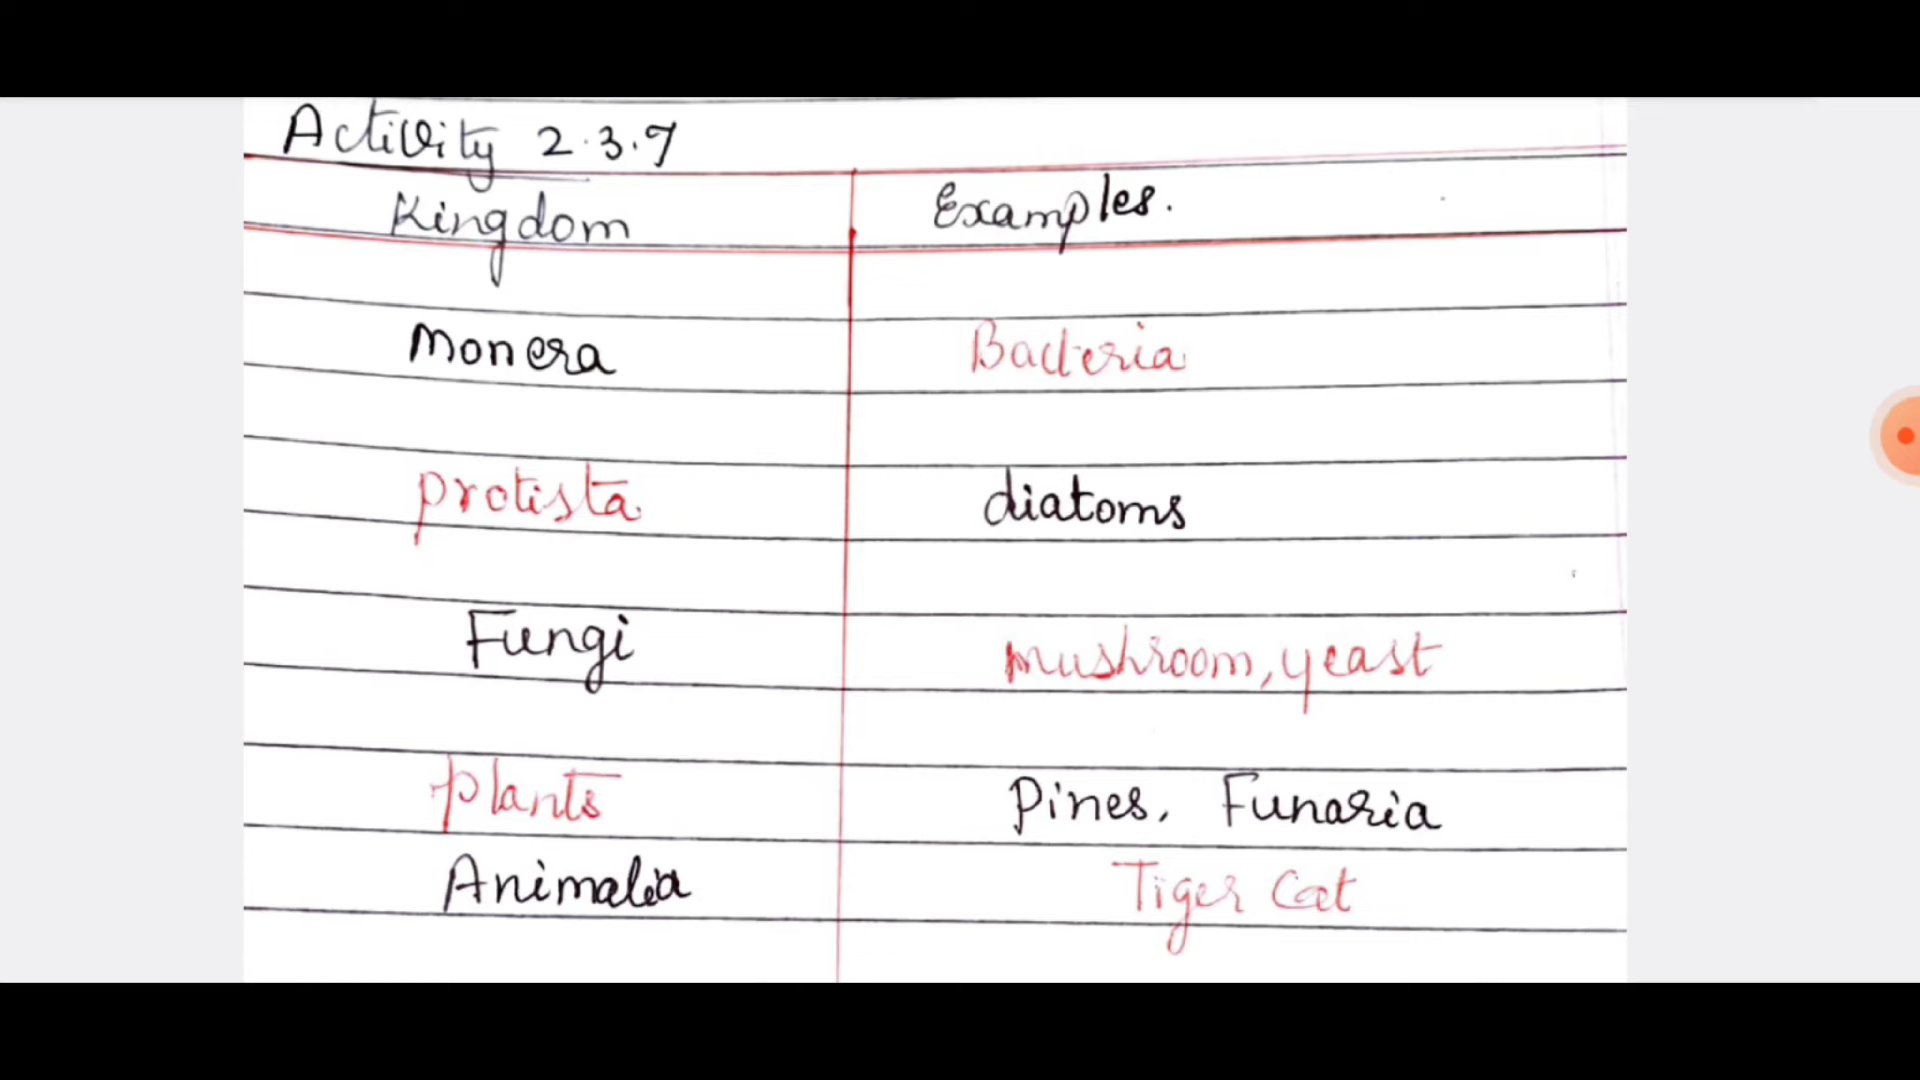 Activity 2.3.7
Kingdom Examples.
Monera Bacteria
protista diatoms
Fungi mushroom, yeast
plants Pines, Funaria
Animalia Tiger Cat